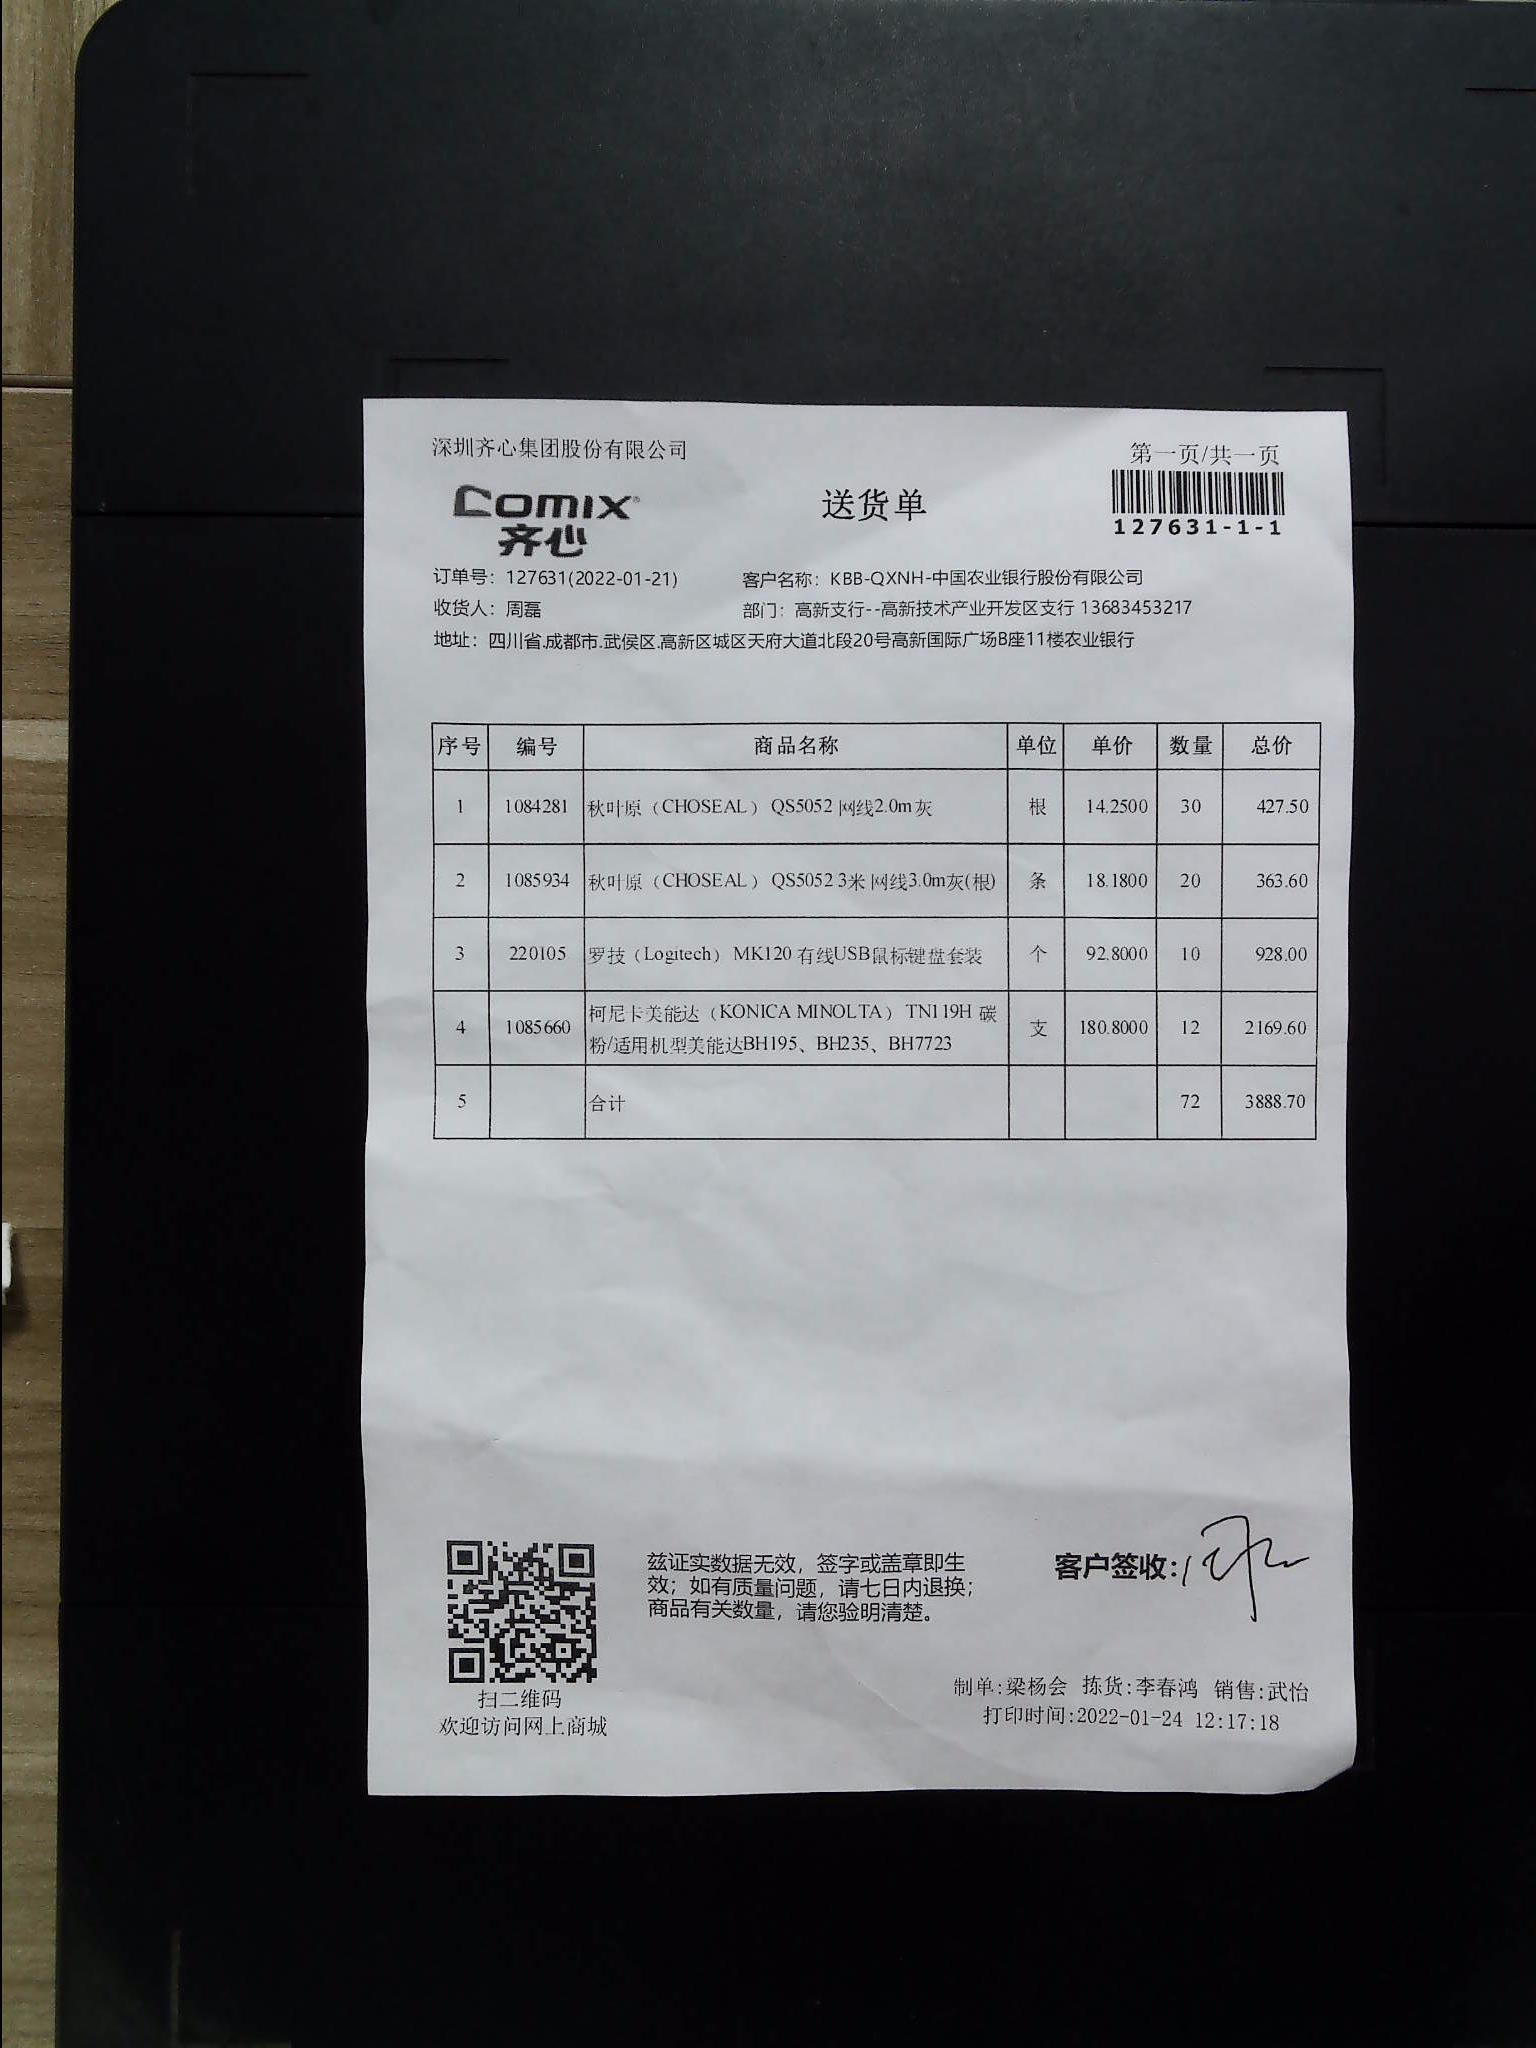 深圳齐心集团股份有限公司
第一页/共一页
Comix
齐心
送货单
127631-1-1
订单号：127631(2022-01-21) 客户名称：KBB-QXNH-中国农业银行股份有限公司
收货人：周磊 部门：高新支行--高新技术产业开发区支行 13683453217
地址：四川省.成都市.武侯区.高新区城区天府大道北段20号高新国际广场B座11楼农业银行
序号 编号 商品名称 单位 单价 数量 总价
1 1084281 秋叶原（CHOSEAL） QS5052 网线2.0m 灰 根 14.2500 30 427.50
2 1085934 秋叶原（CHOSEAL） QS5052 3米 网线3.0m灰(根) 条 18.1800 20 363.60
3 220105 罗技（Logitech） MK120 有线USB鼠标键盘套装 个 92.8000 10 928.00
4 1085660 柯尼卡美能达（KONICA MINOLTA） TN119H 碳 支 180.8000 12 2169.60
粉/适用机型美能达BH195、BH235、BH7723
5 合计 72 3888.70
兹证实数据无效，签字或盖章即生
效；如有质量问题，请七日内退换；
商品有关数量，请您验明清楚。
客户签收:
扫二维码
欢迎访问网上商城
制单:梁杨会 拣货:李春鸿 销售:武怡
打印时间:2022-01-24 12:17:18